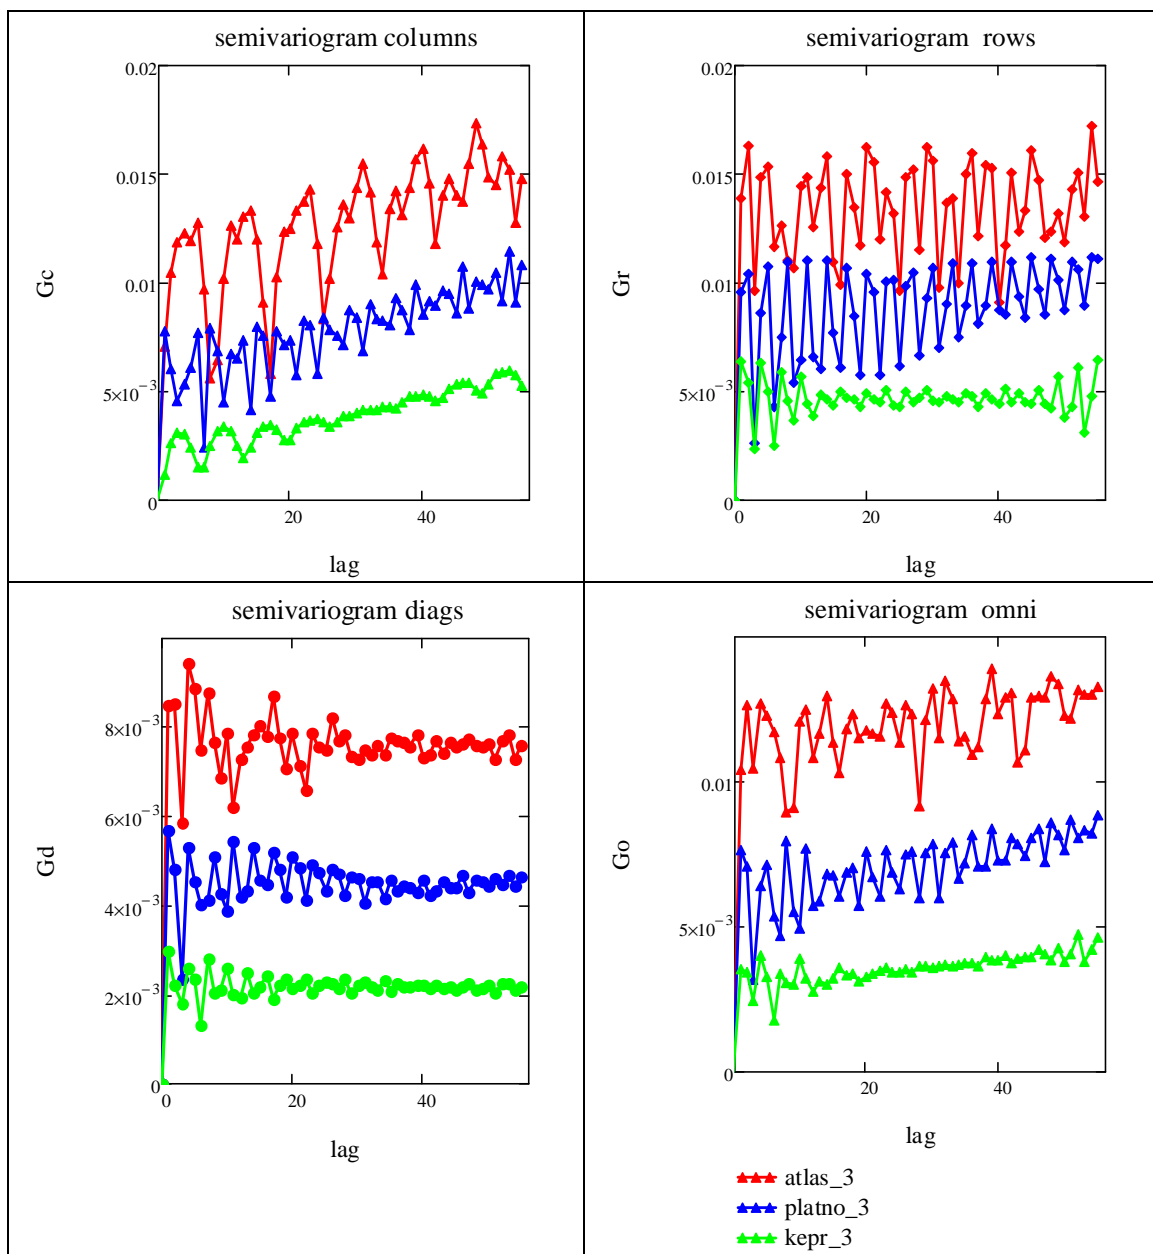 semivariogram columns
0.02
0.015
0.01
5×10⁻³
0
Gc
20
40
lag
semivariogram rows
0.02
0.015
0.01
5×10⁻³
0
Gr
0
20
40
lag
semivariogram diags
8×10⁻³
6×10⁻³
4×10⁻³
2×10⁻³
0
Gd
0
20
40
lag
semivariogram omni
0.01
5×10⁻³
0
Go
20
40
lag
atlas_3
platno_3
kepr_3